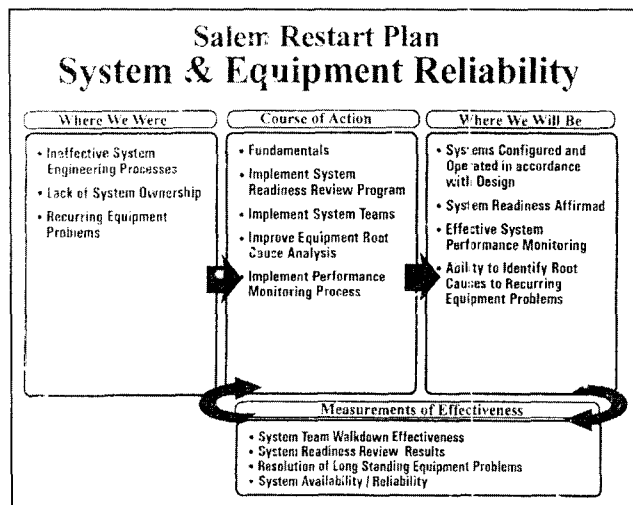 Salem Restart Plan
System & Equipment Reliability
Where We Were
• Ineffective System
Engineering Processes
• Lack of System Ownership
• Recurring Equipment
Problems
Course of Action
• Fundamentals
• Implement System
Readiness Review Program
• Implement System Teams
• Improve Equipment Root
Cause Analysis
• Implement Performance
Monitoring Process
Where We Will Be
• Systems Configured and
Operated in accordance
with Design
• System Readiness Affirmad
• Effective System
Performance Monitoring
• Ability to Identify Root
Causes to Recurring
Equipment Problems
Measurements of Effectiveness
• System Team Walkdown Effectiveness
• System Readiness Review Results
• Resolution of Long Standing Equipment Problems
• System Availability / Reliability